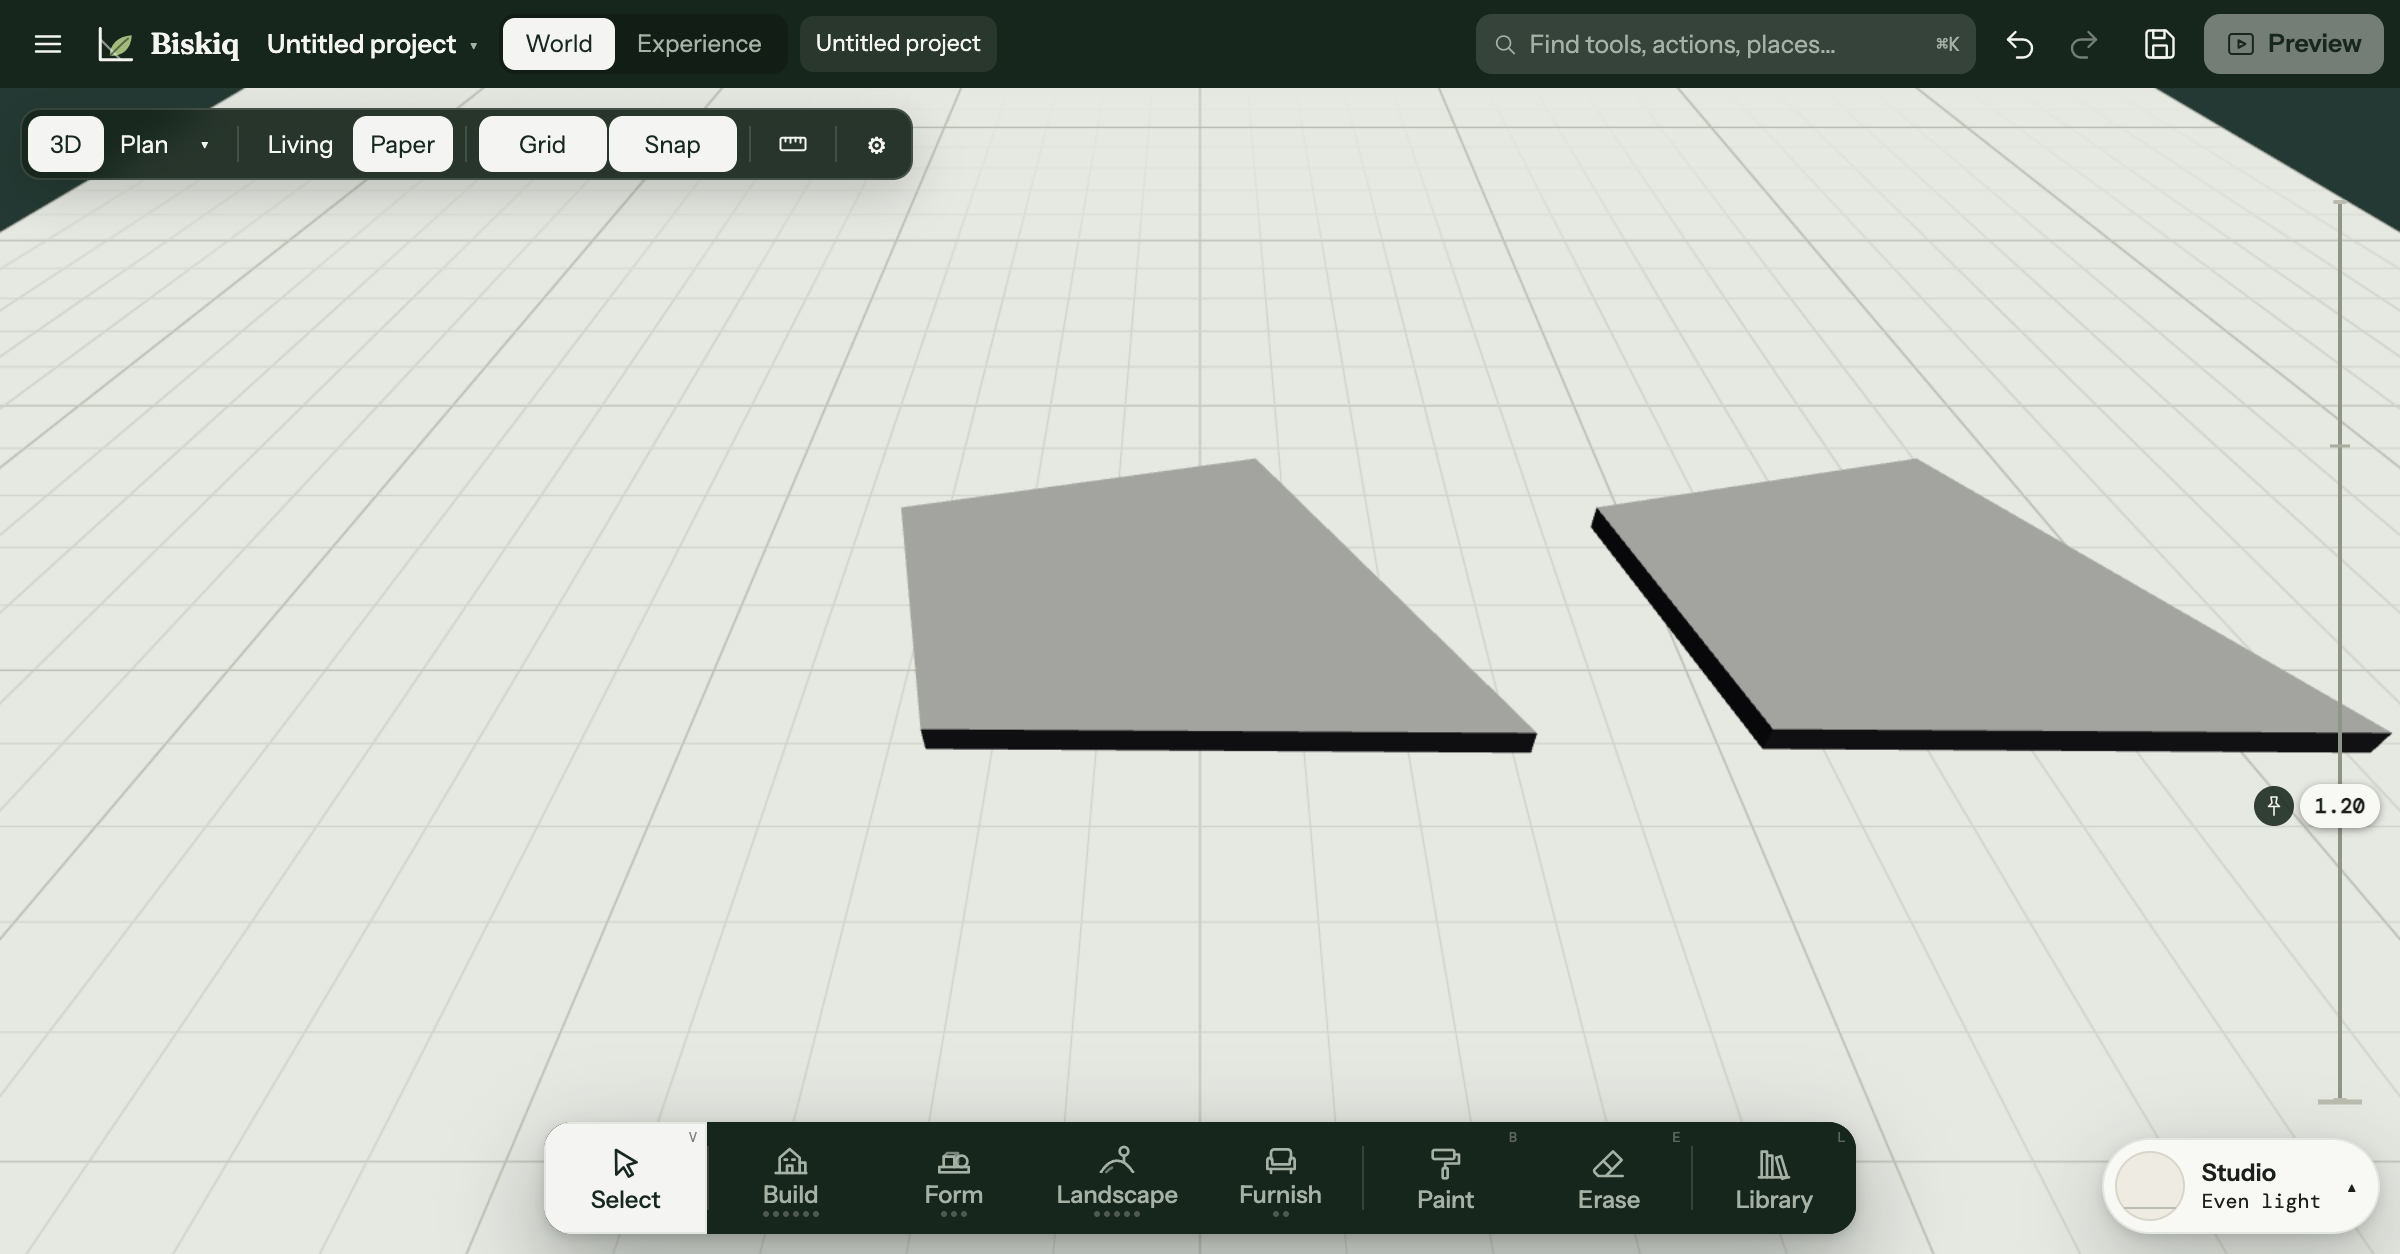 Biskiq
Untitled project
World
Experience
Untitled project
Find tools, actions, places...
⌘K
Preview
3D
Plan
Living
Paper
Grid
Snap
1.20
V
Select
Build
Form
Landscape
Furnish
B
Paint
E
Erase
L
Library
Studio
Even light